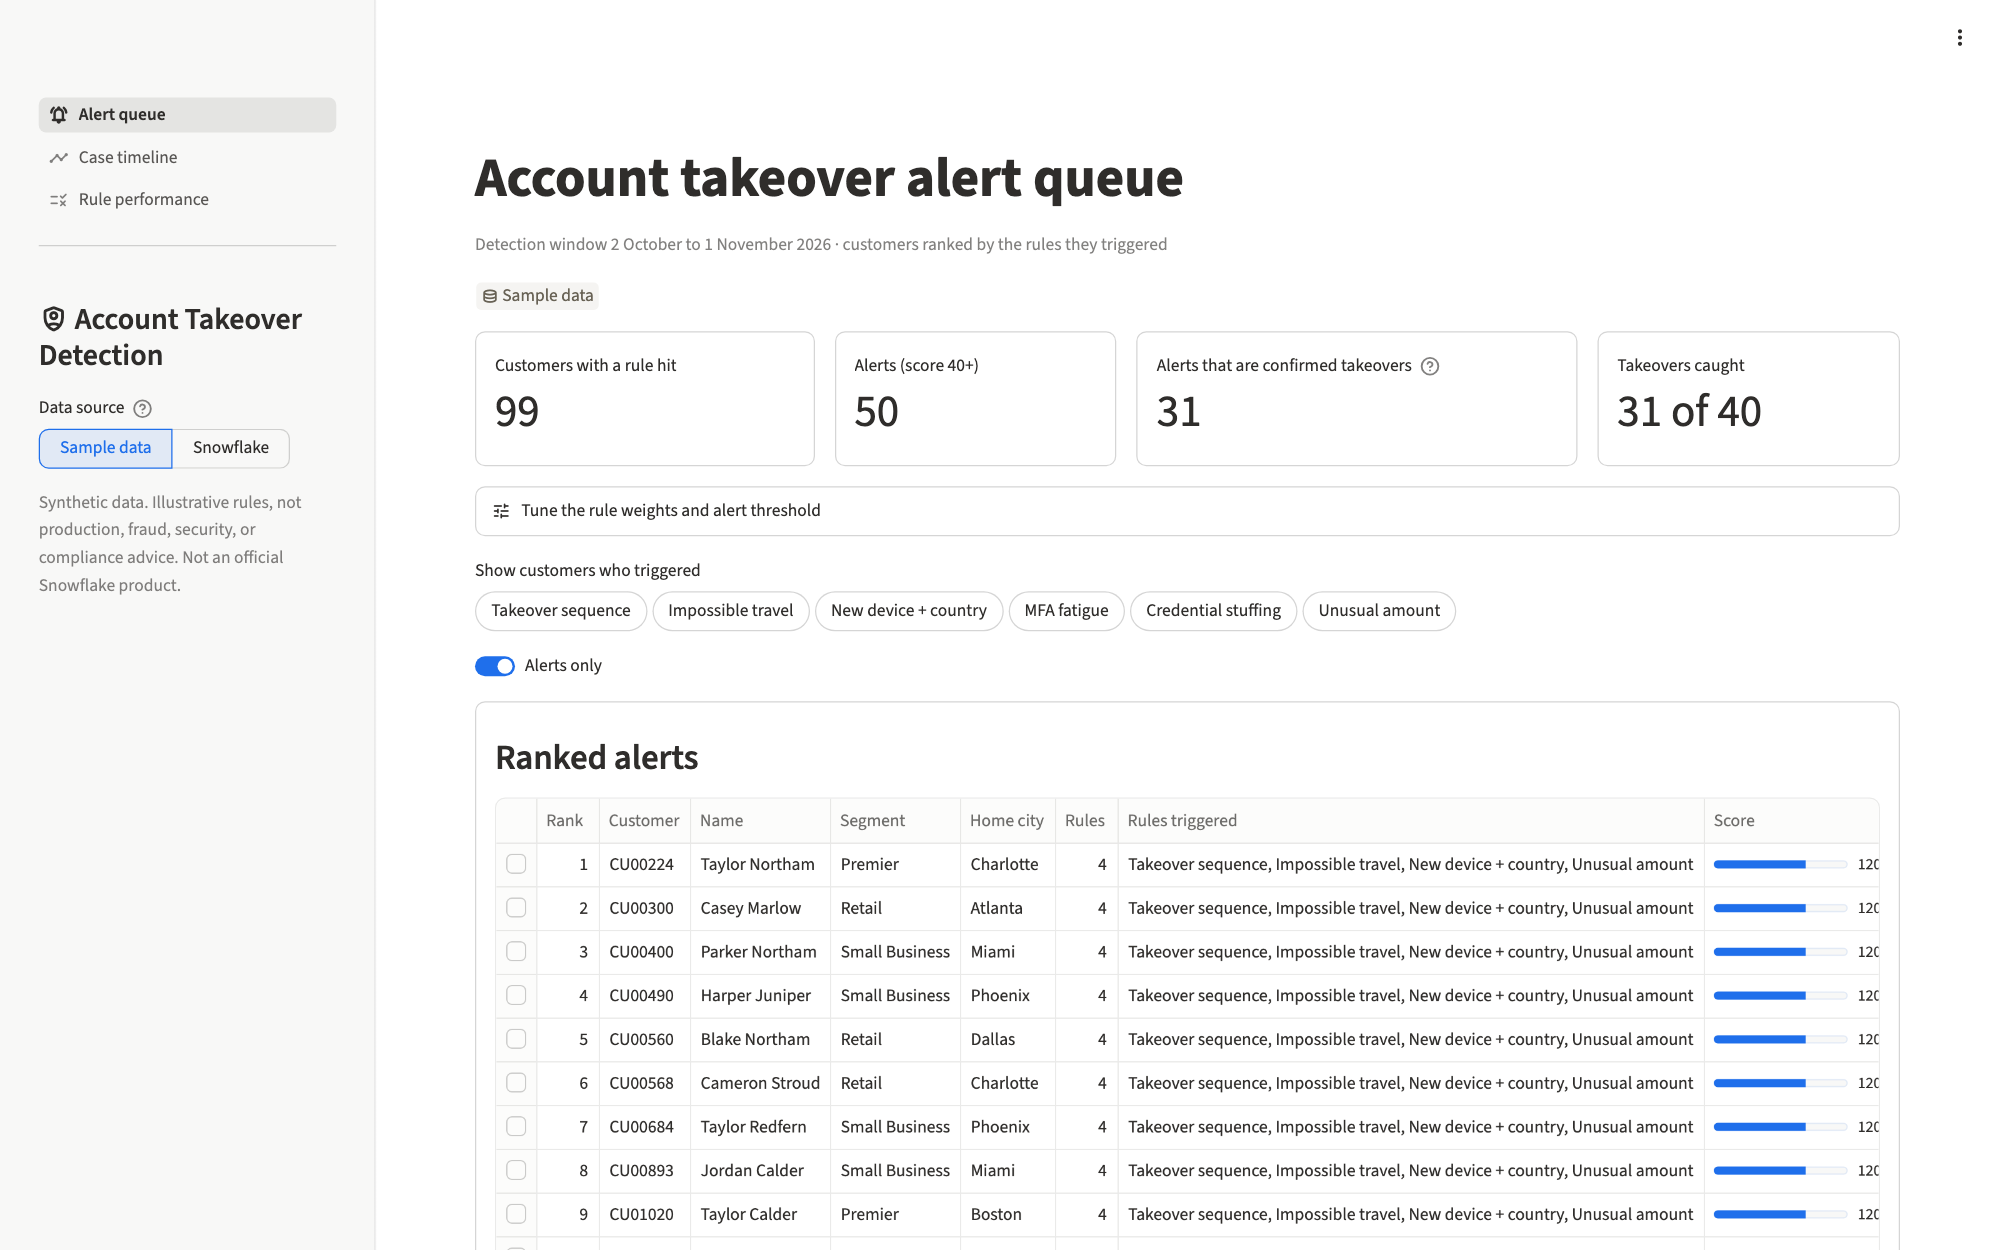 Alert queue
Case timeline
Rule performance
Account Takeover
Detection
Data source
Sample data
Snowflake
Synthetic data. Illustrative rules, not
production, fraud, security, or
compliance advice. Not an official
Snowflake product.
Account takeover alert queue
Detection window 2 October to 1 November 2026 · customers ranked by the rules they triggered
Sample data
Customers with a rule hit
99
Alerts (score 40+)
50
Alerts that are confirmed takeovers
31
Takeovers caught
31 of 40
Tune the rule weights and alert threshold
Show customers who triggered
Takeover sequence Impossible travel New device + country MFA fatigue Credential stuffing Unusual amount
Alerts only
Ranked alerts
Rank Customer Name Segment Home city Rules Rules triggered Score
1 CU00224 Taylor Northam Premier Charlotte 4 Takeover sequence, Impossible travel, New device + country, Unusual amount 120
2 CU00300 Casey Marlow Retail Atlanta 4 Takeover sequence, Impossible travel, New device + country, Unusual amount 120
3 CU00400 Parker Northam Small Business Miami 4 Takeover sequence, Impossible travel, New device + country, Unusual amount 120
4 CU00490 Harper Juniper Small Business Phoenix 4 Takeover sequence, Impossible travel, New device + country, Unusual amount 120
5 CU00560 Blake Northam Retail Dallas 4 Takeover sequence, Impossible travel, New device + country, Unusual amount 120
6 CU00568 Cameron Stroud Retail Charlotte 4 Takeover sequence, Impossible travel, New device + country, Unusual amount 120
7 CU00684 Taylor Redfern Small Business Phoenix 4 Takeover sequence, Impossible travel, New device + country, Unusual amount 120
8 CU00893 Jordan Calder Small Business Miami 4 Takeover sequence, Impossible travel, New device + country, Unusual amount 120
9 CU01020 Taylor Calder Premier Boston 4 Takeover sequence, Impossible travel, New device + country, Unusual amount 120